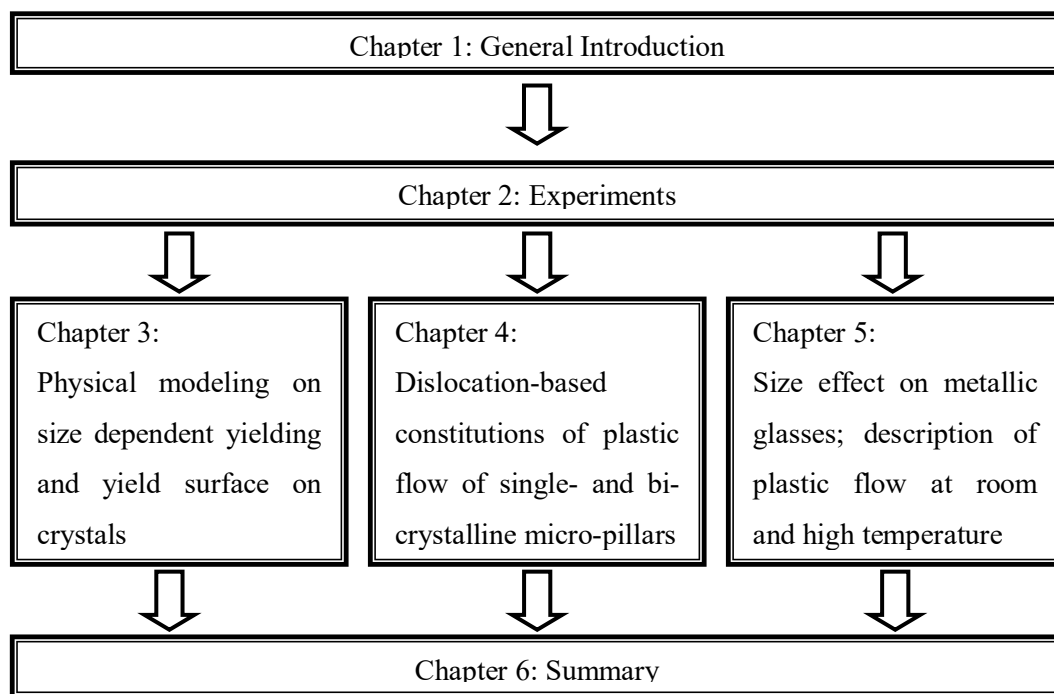 Chapter 1: General Introduction
Chapter 2: Experiments
Chapter 3:
Physical modeling on
size dependent yielding
and yield surface on
crystals
Chapter 4:
Dislocation-based
constitutions of plastic
flow of single- and bi-
crystalline micro-pillars
Chapter 5:
Size effect on metallic
glasses; description of
plastic flow at room
and high temperature
Chapter 6: Summary